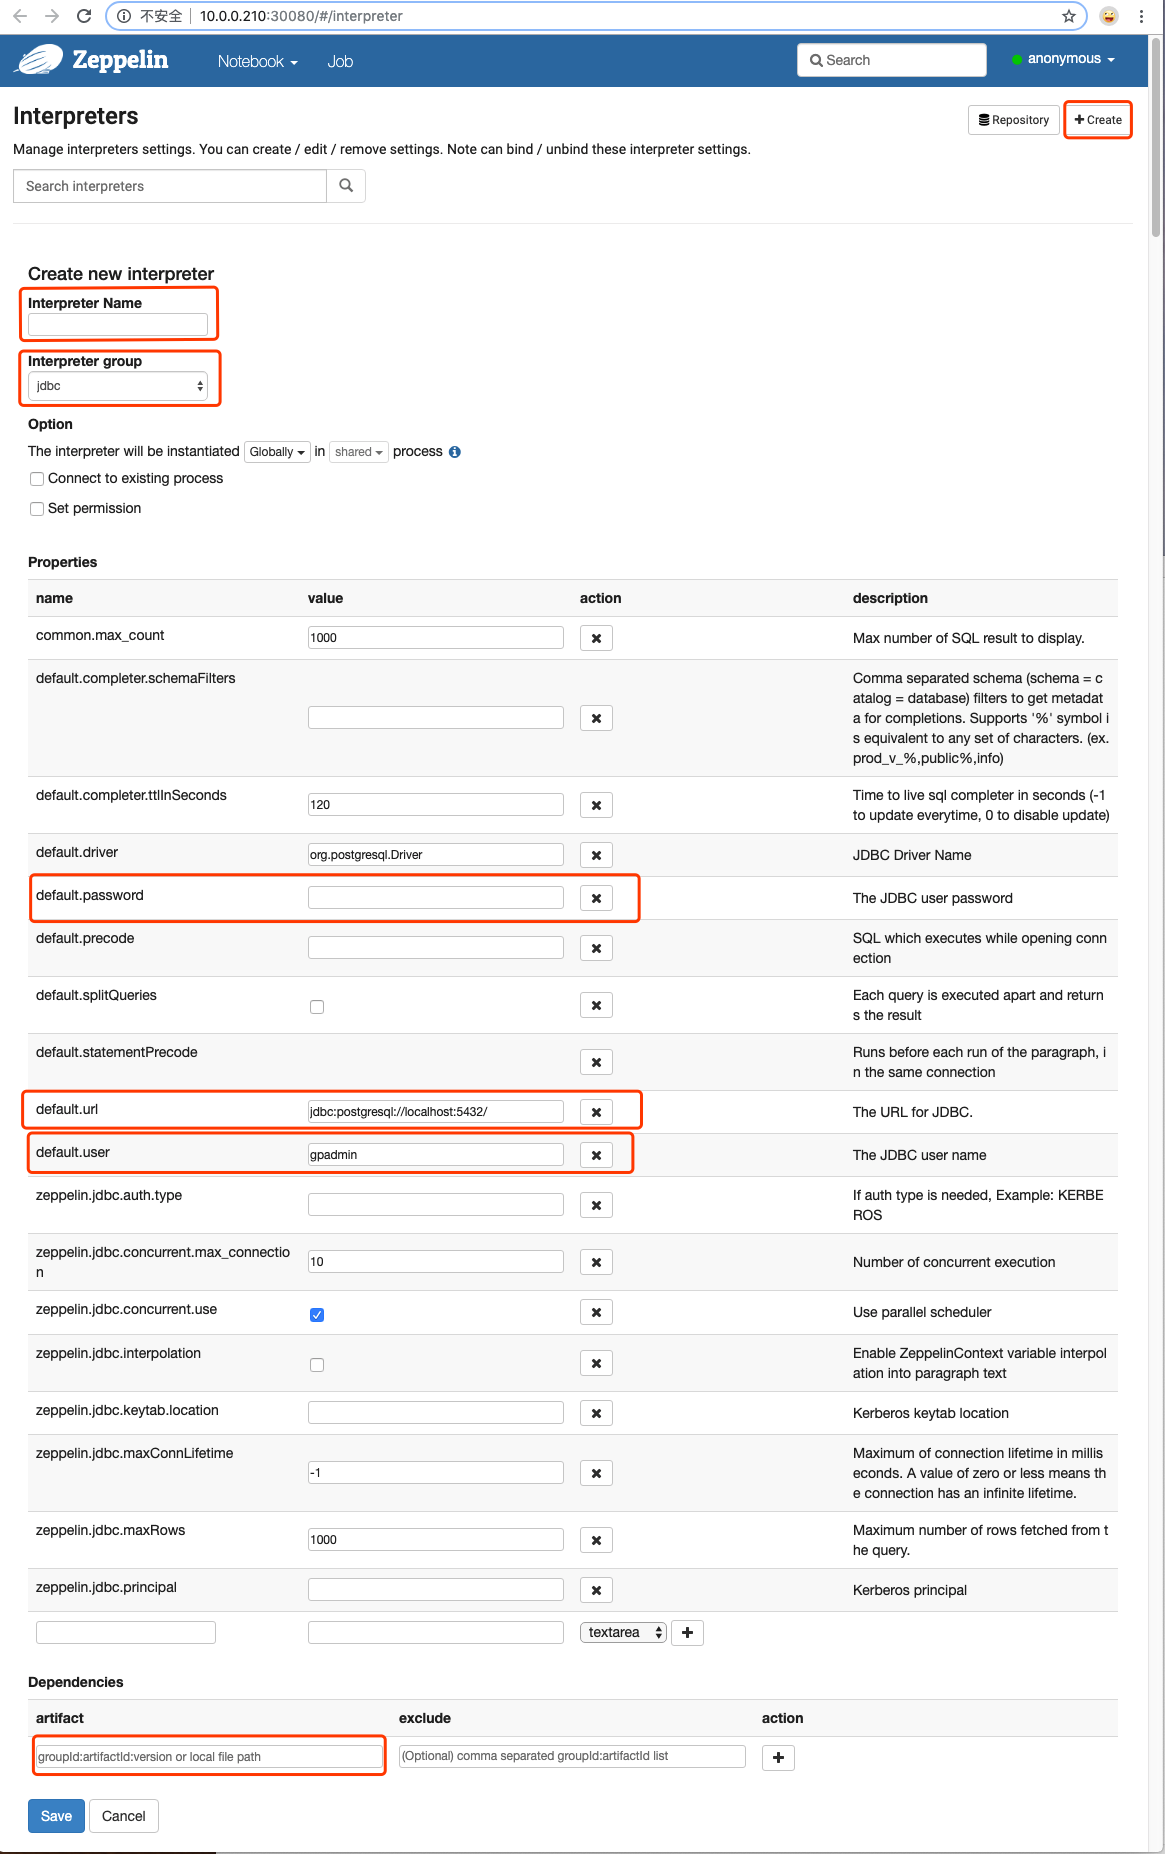 不安全 10.0.0.210:30080/#/interpreter
Zeppelin Notebook Job Search anonymous
Interpreters
Repository Create
Manage interpreters settings. You can create / edit / remove settings. Note can bind / unbind these interpreter settings.
Search interpreters
Create new interpreter
Interpreter Name
Interpreter group
jdbc
Option
The interpreter will be instantiated Globally in shared process
Connect to existing process
Set permission
Properties
name value action description
common.max_count 1000 Max number of SQL result to display.
default.completer.schemaFilters Comma separated schema (schema = c
atalog = database) filters to get metadat
a for completions. Supports '%' symbol i
s equivalent to any set of characters. (ex.
prod_v_%,public%,info)
default.completer.ttlInSeconds 120 Time to live sql completer in seconds (-1
to update everytime, 0 to disable update)
default.driver org.postgresql.Driver JDBC Driver Name
default.password The JDBC user password
default.precode SQL which executes while opening conn
ection
default.splitQueries Each query is executed apart and return
s the result
default.statementPrecode Runs before each run of the paragraph, i
n the same connection
default.url jdbc:postgresql://localhost:5432/ The URL for JDBC.
default.user gpadmin The JDBC user name
zeppelin.jdbc.auth.type If auth type is needed, Example: KERBE
ROS
zeppelin.jdbc.concurrent.max_connectio
n 10 Number of concurrent execution
zeppelin.jdbc.concurrent.use Use parallel scheduler
zeppelin.jdbc.interpolation Enable ZeppelinContext variable interpol
ation into paragraph text
zeppelin.jdbc.keytab.location Kerberos keytab location
zeppelin.jdbc.maxConnLifetime -1 Maximum of connection lifetime in millis
econds. A value of zero or less means th
e connection has an infinite lifetime.
zeppelin.jdbc.maxRows 1000 Maximum number of rows fetched from t
he query.
zeppelin.jdbc.principal Kerberos principal
textarea
Dependencies
artifact exclude action
groupId:artifactId:version or local file path (Optional) comma separated groupId:artifactId list
Save Cancel